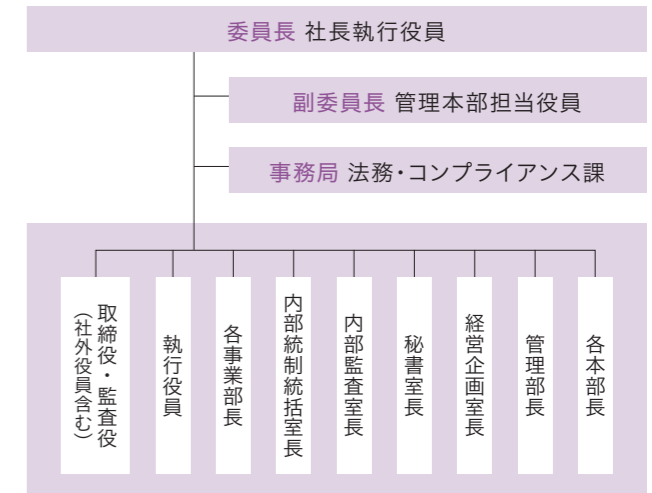 委員長 社長執行役員
副委員長 管理本部担当役員
事務局 法務・コンプライアンス課
取締役・監査役
（社外役員含む）
執行役員
各事業部長
内部統制統括室長
内部監査室長
秘書室長
経営企画室長
管理部長
各本部長